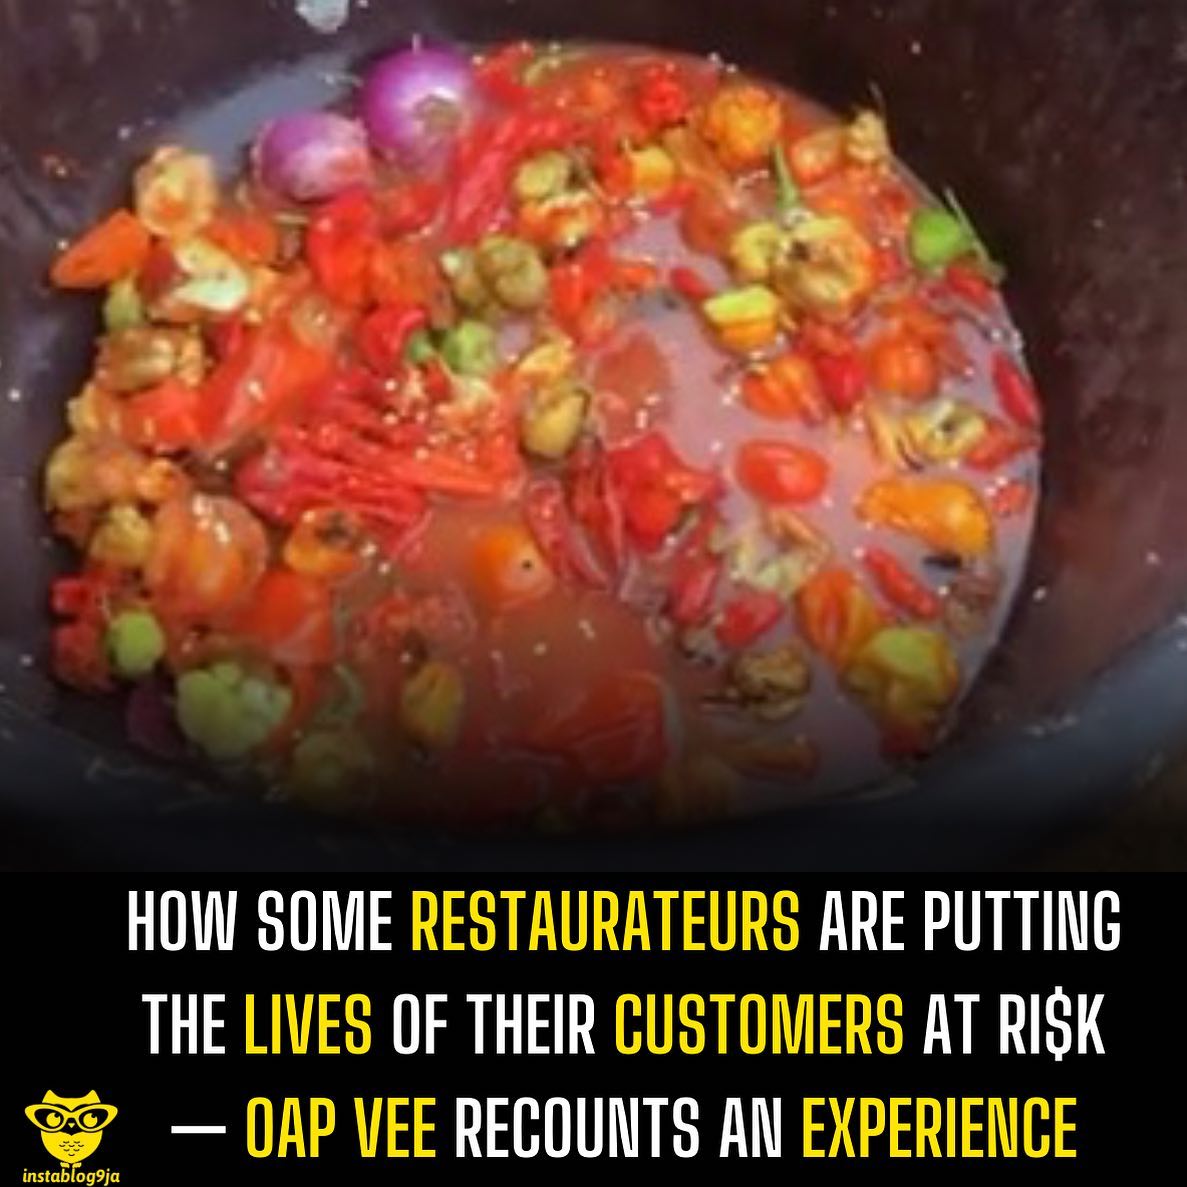 HOW SOME RESTAURATEURS ARE PUTTING
THE LIVES OF THEIR CUSTOMERS AT RI$K
— OAP VEE RECOUNTS AN EXPERIENCE
instablog9ja